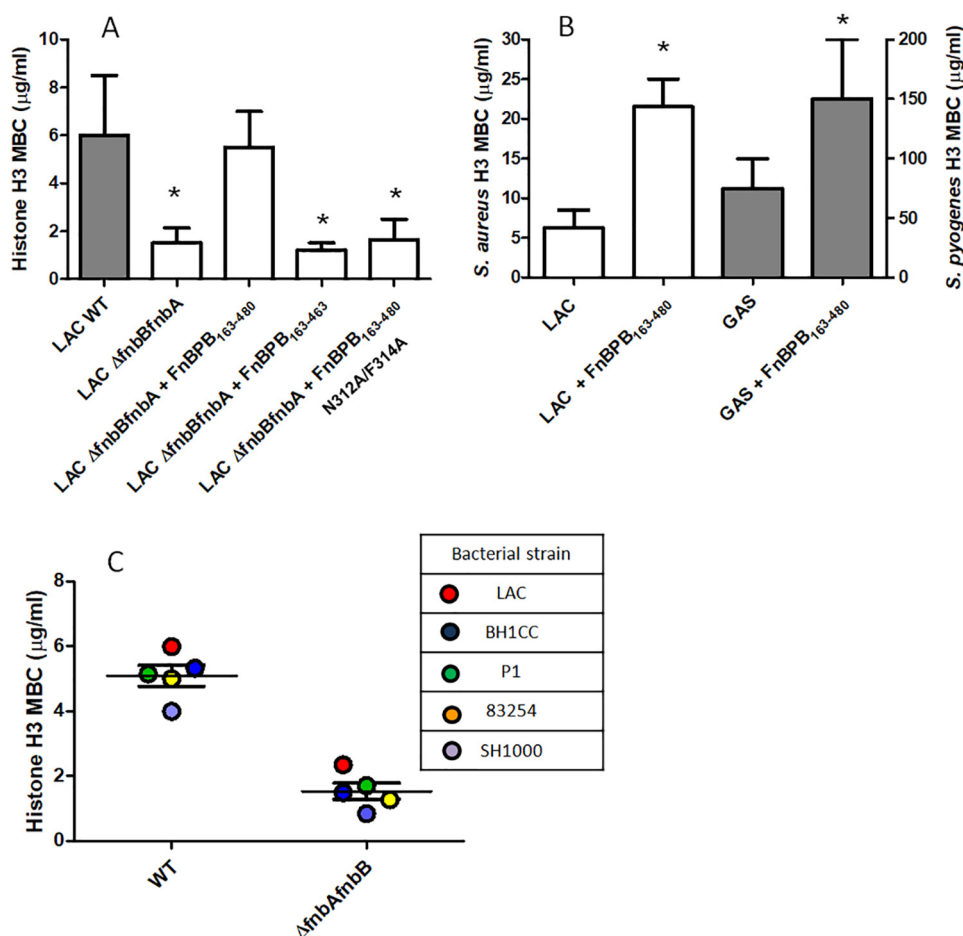 A
Histone H3 MBC (μg/ml)
10
8
6
4
2
0
*
*
*
LAC WT
LAC ΔfnbBfnbA
LAC ΔfnbBfnbA + FnBPB163-480
LAC ΔfnbBfnbA + FnBPB163-463
LAC ΔfnbBfnbA + FnBPB163-480
N312A/F314A
B
S. aureus H3 MBC (μg/ml)
30
25
20
15
10
5
0
*
*
200
150
100
50
0
S. pyogenes H3 MBC (μg/ml)
LAC
LAC + FnBPB163-480
GAS
GAS + FnBPB163-480
C
Histone H3 MBC (μg/ml)
8
6
4
2
0
WT
ΔfnbAfnbB
Bacterial strain
LAC
BH1CC
P1
83254
SH1000